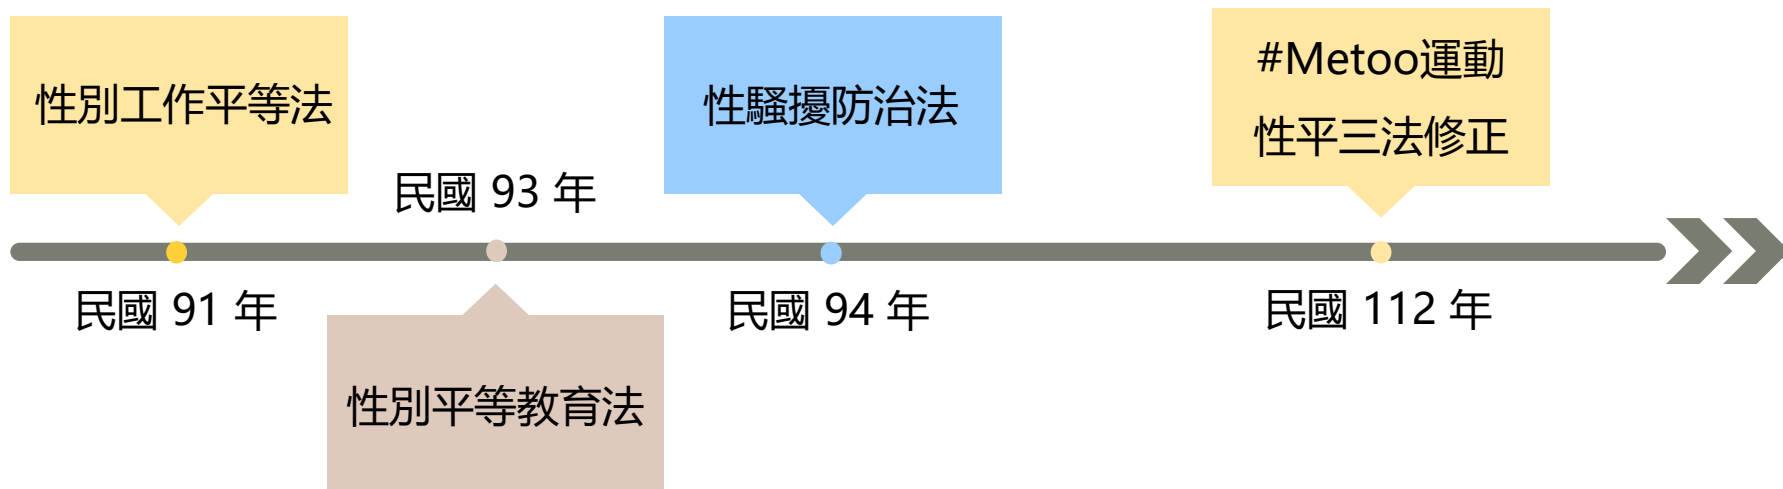 性別工作平等法
民國 91 年
民國 93 年
性別平等教育法
性騷擾防治法
民國 94 年
#Metoo運動
性平三法修正
民國 112 年